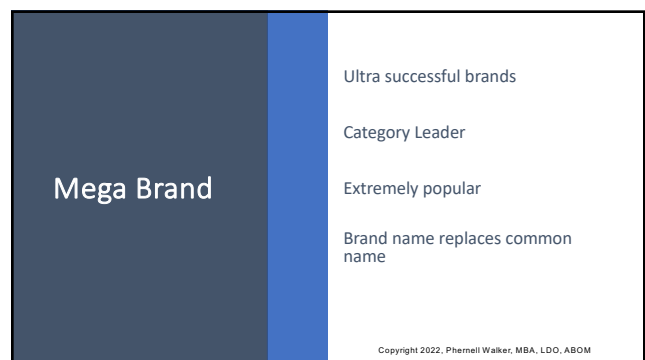 Mega Brand
Ultra successful brands
Category Leader
Extremely popular
Brand name replaces common
name
Copyright 2022, Phernell Walker, MBA, LDO, ABOM